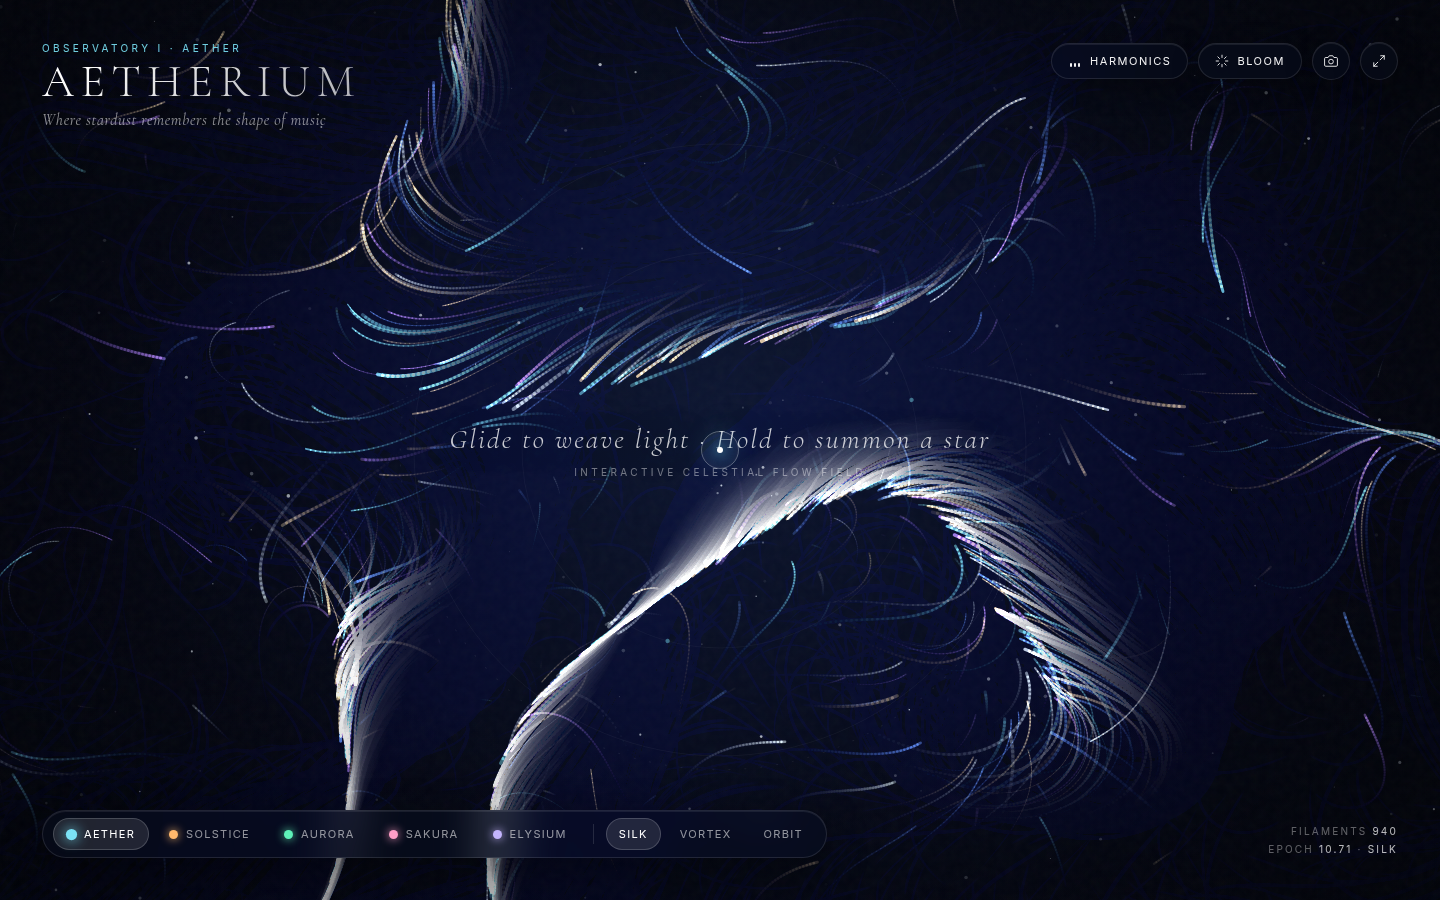 OBSERVATORY I · AETHER
AETHERIUM
Where stardust remembers the shape of music
HARMONICS
BLOOM
Glide to weave light · Hold to summon a star
INTERACTIVE CELESTIAL FLOW FIELD
AETHER
SOLSTICE
AURORA
SAKURA
ELYSIUM
SILK
VORTEX
ORBIT
FILAMENTS 940
EPOCH 10.71 · SILK